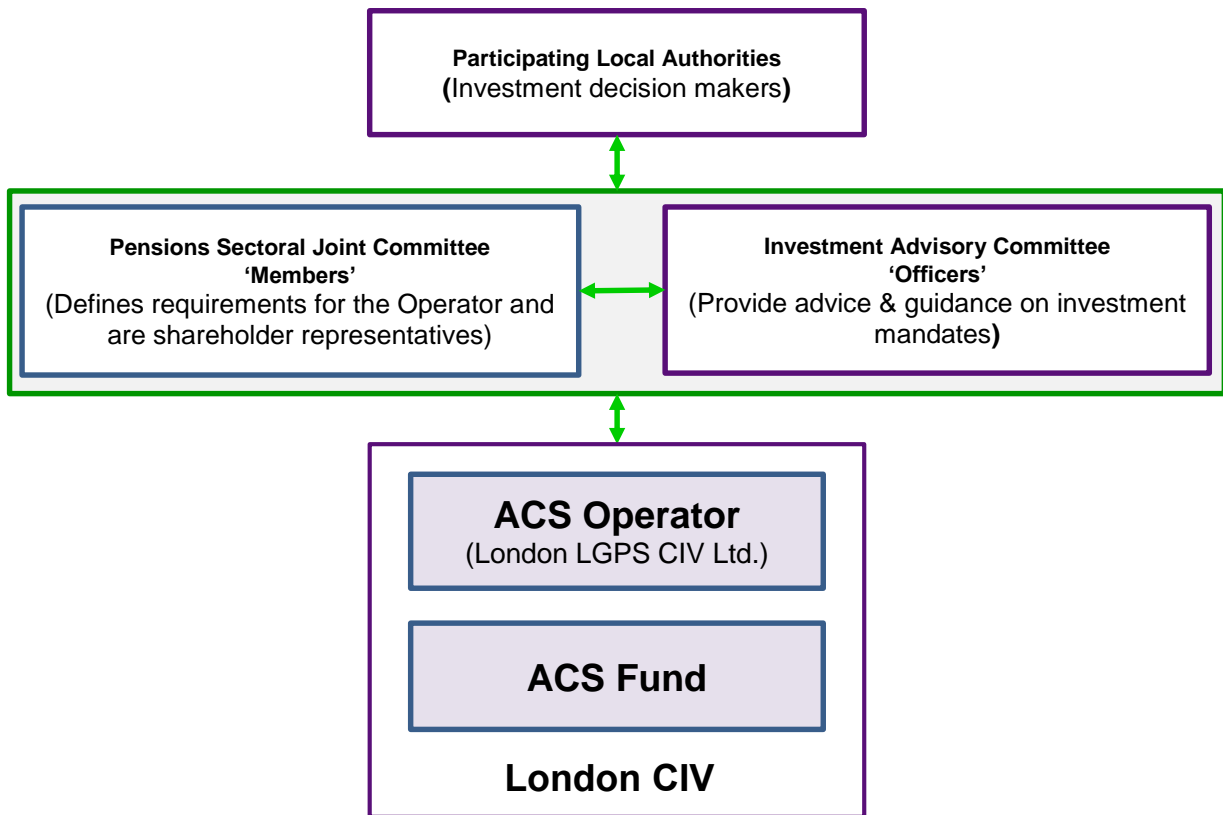 Participating Local Authorities
(Investment decision makers)
Pensions Sectoral Joint Committee
‘Members’
(Defines requirements for the Operator and
are shareholder representatives)
Investment Advisory Committee
‘Officers’
(Provide advice & guidance on investment
mandates)
ACS Operator
(London LGPS CIV Ltd.)
ACS Fund
London CIV